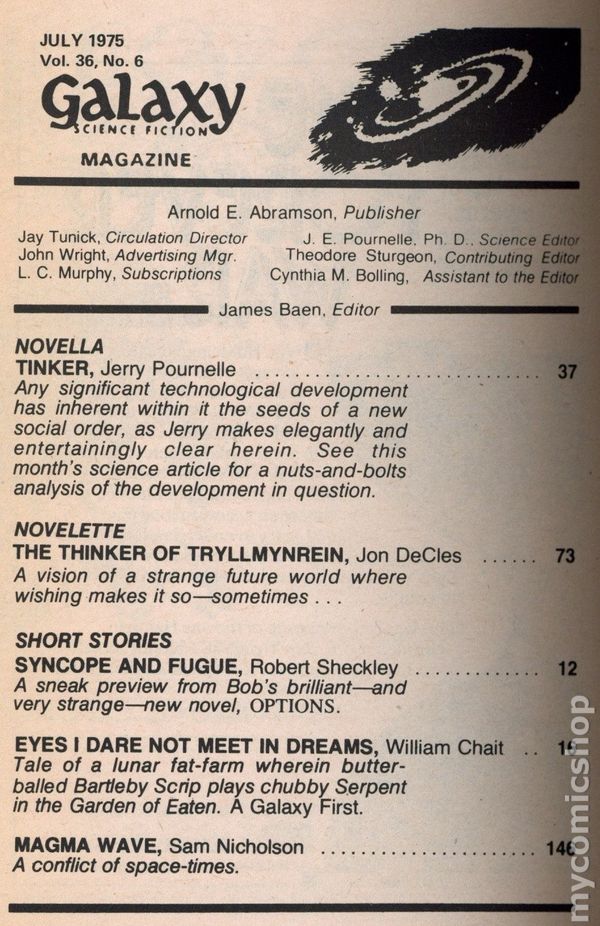 JULY 1975
Vol. 36, No. 6
Galaxy
SCIENCE FICTION
MAGAZINE
Arnold E. Abramson, Publisher
Jay Tunick, Circulation Director
John Wright, Advertising Mgr.
L. C. Murphy, Subscriptions
J. E. Pournelle, Ph. D., Science Editor
Theodore Sturgeon, Contributing Editor
Cynthia M. Bolling, Assistant to the Editor
James Baen, Editor
NOVELLA
TINKER, Jerry Pournelle .............................. 37
Any significant technological development
has inherent within it the seeds of a new
social order, as Jerry makes elegantly and
entertainingly clear herein. See this
month's science article for a nuts-and-bolts
analysis of the development in question.
NOVELETTE
THE THINKER OF TRYLLMYNREIN, Jon DeCles ...... 73
A vision of a strange future world where
wishing makes it so—sometimes . . .
SHORT STORIES
SYNCOPE AND FUGUE, Robert Sheckley ............. 12
A sneak preview from Bob's brilliant—and
very strange—new novel, OPTIONS.
EYES I DARE NOT MEET IN DREAMS, William Chait ..
Tale of a lunar fat-farm wherein butter-
balled Bartleby Scrip plays chubby Serpent
in the Garden of Eaten. A Galaxy First.
MAGMA WAVE, Sam Nicholson ...................... 146
A conflict of space-times.
mycomicshop